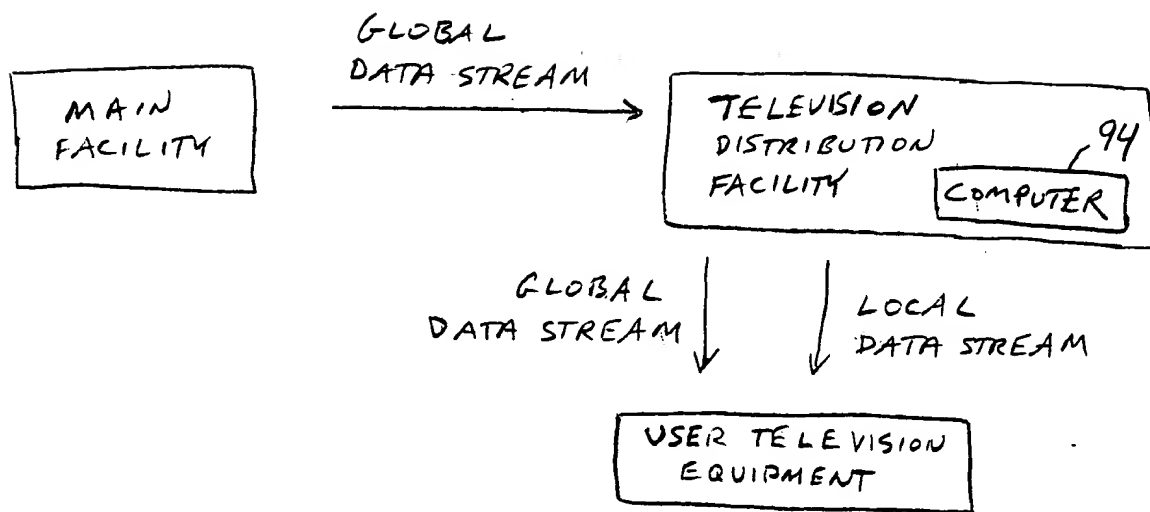 GLOBAL
DATA STREAM
MAIN
FACILITY
TELEVISION
DISTRIBUTION
FACILITY
94
COMPUTER
GLOBAL
DATA STREAM
LOCAL
DATA STREAM
USER TELEVISION
EQUIPMENT